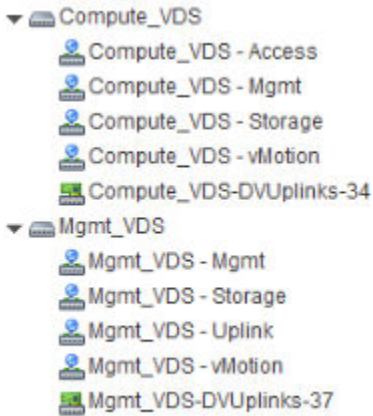 Compute_VDS
Compute_VDS - Access
Compute_VDS - Mgmt
Compute_VDS - Storage
Compute_VDS - vMotion
Compute_VDS-DVUplinks-34
Mgmt_VDS
Mgmt_VDS - Mgmt
Mgmt_VDS - Storage
Mgmt_VDS - Uplink
Mgmt_VDS - vMotion
Mgmt_VDS-DVUplinks-37